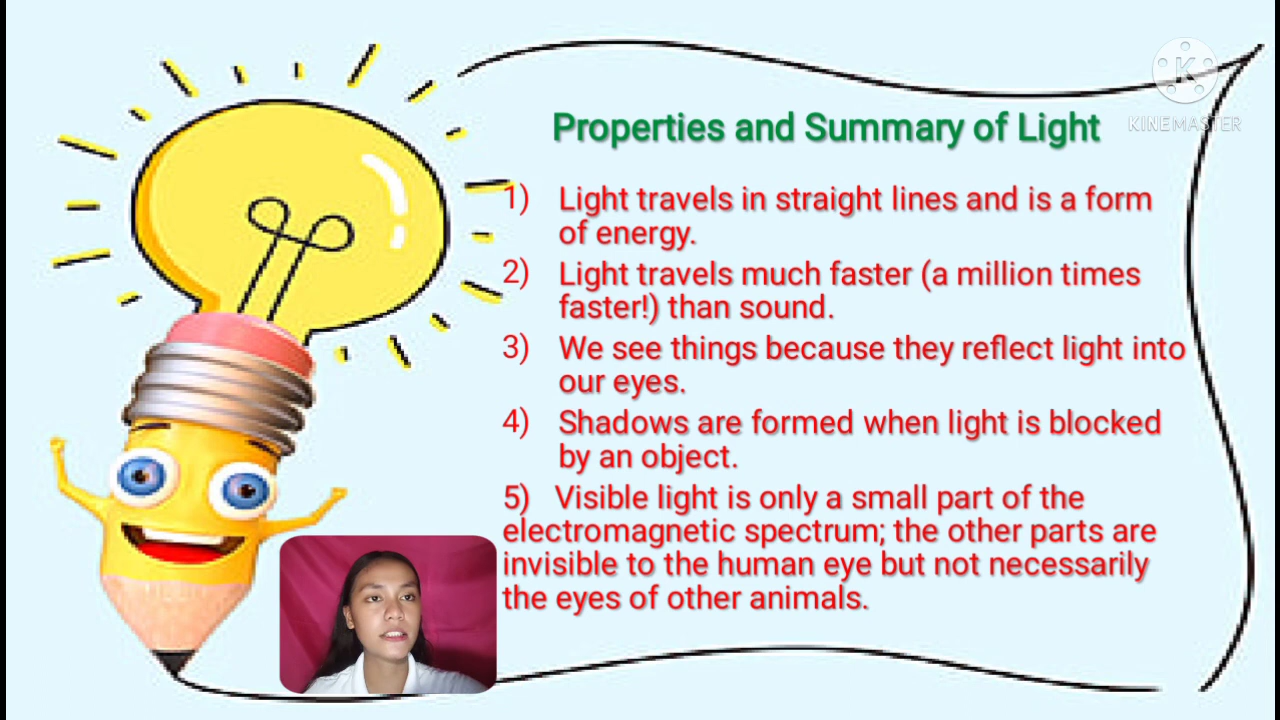 Properties and Summary of Light
KINEMASTER
1) Light travels in straight lines and is a form
of energy.
2) Light travels much faster (a million times
faster!) than sound.
3) We see things because they reflect light into
our eyes.
4) Shadows are formed when light is blocked
by an object.
5) Visible light is only a small part of the
electromagnetic spectrum; the other parts are
invisible to the human eye but not necessarily
the eyes of other animals.